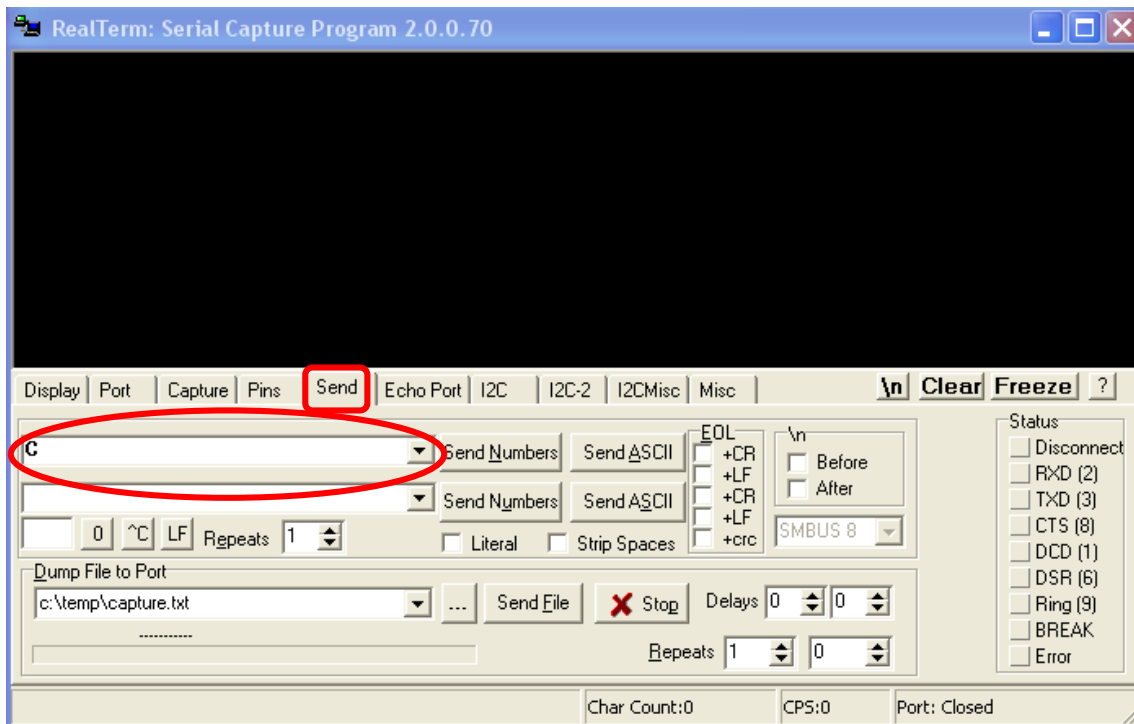 RealTerm: Serial Capture Program 2.0.0.70
Display Port Capture Pins Send Echo Port I2C I2C-2 I2CMisc Misc \n Clear Freeze ?
Status
EOL \n
C Send Numbers Send ASCII +CR Before Disconnect
+LF RXD (2)
Send Numbers Send ASCII +CR After TXD (3)
+LF
0 ^C LF Repeats 1 Literal Strip Spaces +crc SMBUS 8 CTS (8)
DCD (1)
Dump File to Port DSR (6)
c:\temp\capture.txt ... Send File Stop Delays 0 0 Ring (9)
----------- BREAK
Repeats 1 0 Error
Char Count:0 CPS:0 Port: Closed